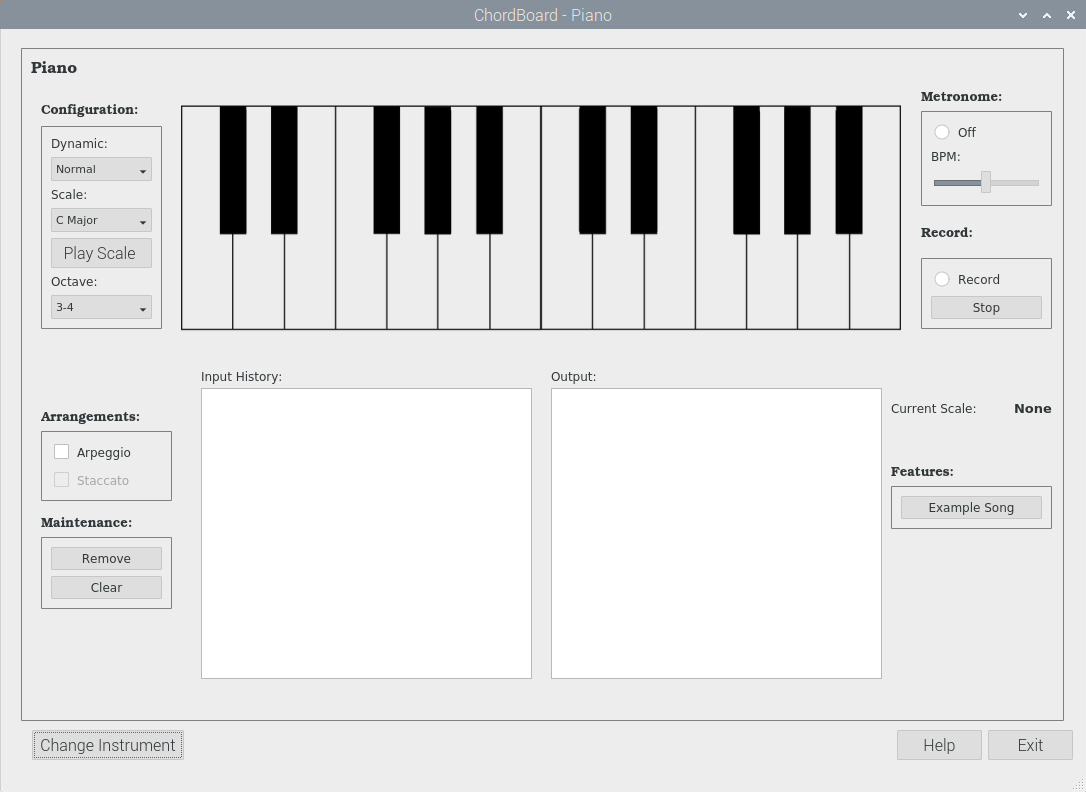 ChordBoard - Piano
Piano
Configuration:
Dynamic:
Normal
Scale:
C Major
Play Scale
Octave:
3-4
Metronome:
Off
BPM:
Record:
Record
Stop
Arrangements:
Arpeggio
Staccato
Maintenance:
Remove
Clear
Input History:
Output:
Current Scale: None
Features:
Example Song
Change Instrument
Help
Exit